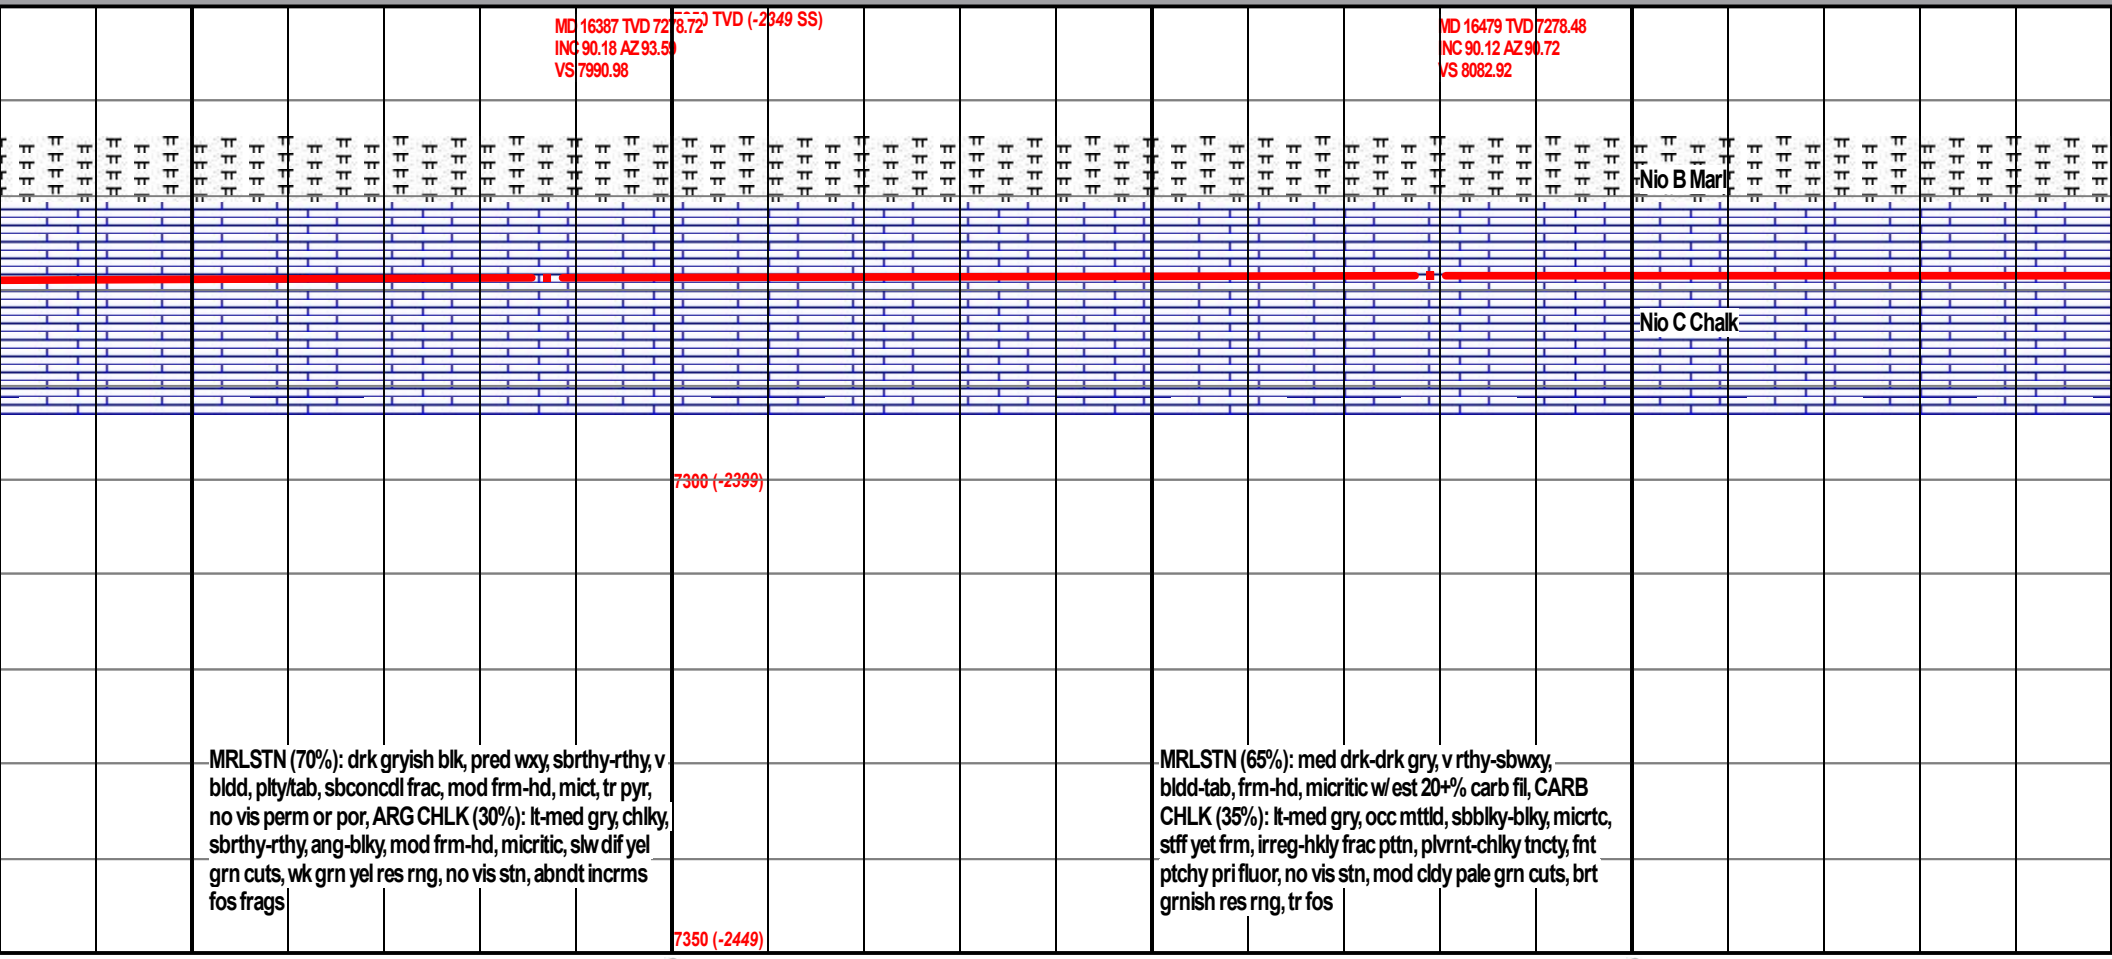 MD 16387 TVD 7278.72
INC 90.18 AZ 93.59
VS 7990.98
TVD (-2349 SS)
MD 16479 TVD 7278.48
INC 90.12 AZ 90.72
VS 8082.92
Nio B Marl
Nio C Chalk
7300 (-2399)
MRLSTN (70%): drk gryish blk, pred wxy, sbrthy-rthy, v
bldd, plty/tab, sbconcdl frac, mod frm-hd, mict, tr pyr,
no vis perm or por, ARG CHLK (30%): lt-med gry, chlky,
sbrthy-rthy, ang-blky, mod frm-hd, micritic, slw dif yel
grn cuts, wk grn yel res rng, no vis stn, abndt incrms
fos frags
MRLSTN (65%): med drk-drk gry, v rthy-sbwxy,
bldd-tab, frm-hd, micritic w/ est 20+% carb fil, CARB
CHLK (35%): lt-med gry, occ mttld, sbblky-blky, micrtc,
stff yet frm, irreg-hkly frac pttn, plvrnt-chlky tncty, fnt
ptchy pri fluor, no vis stn, mod cldy pale grn cuts, brt
grnish res rng, tr fos
7350 (-2449)